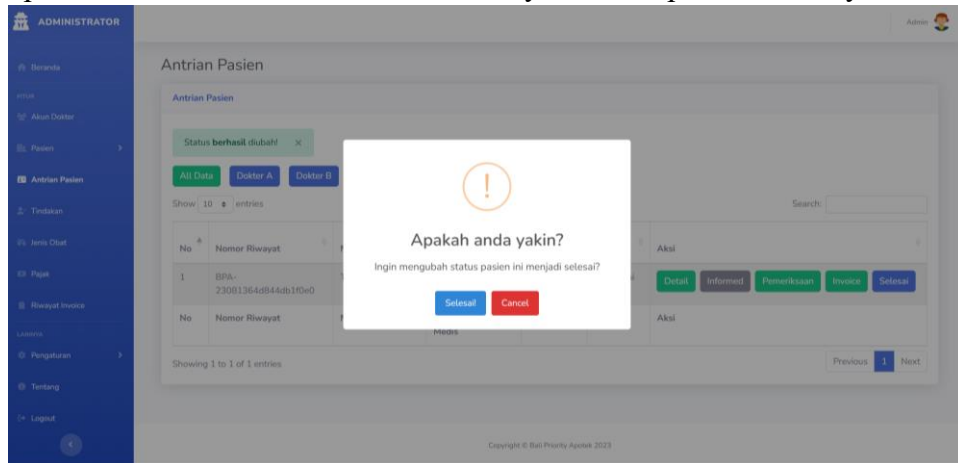 ADMINISTRATOR
Admin
Beranda
Antrian Pasien
Antrian Pasien
Akun Dokter
Status berhasil diubah! ×
Pasien
All Data Dokter A Dokter B
Antrian Pasien
Show 10 entries
Search:
Tindakan
Apakah anda yakin?
Jenis Obat
No Nomor Riwayat
Aksi
Ingin mengubah status pasien ini menjadi selesai?
Pajak
1 BPA-
23081364d844db1f0e0
Detail Informed Pemeriksaan Invoice Selesai
Selesai! Cancel
Riwayat Invoice
No Nomor Riwayat
Medis
Aksi
LAINNYA
Pengaturan
Showing 1 to 1 of 1 entries
Previous 1 Next
Tentang
Logout
Copyright © Bali Priority Apotek 2023